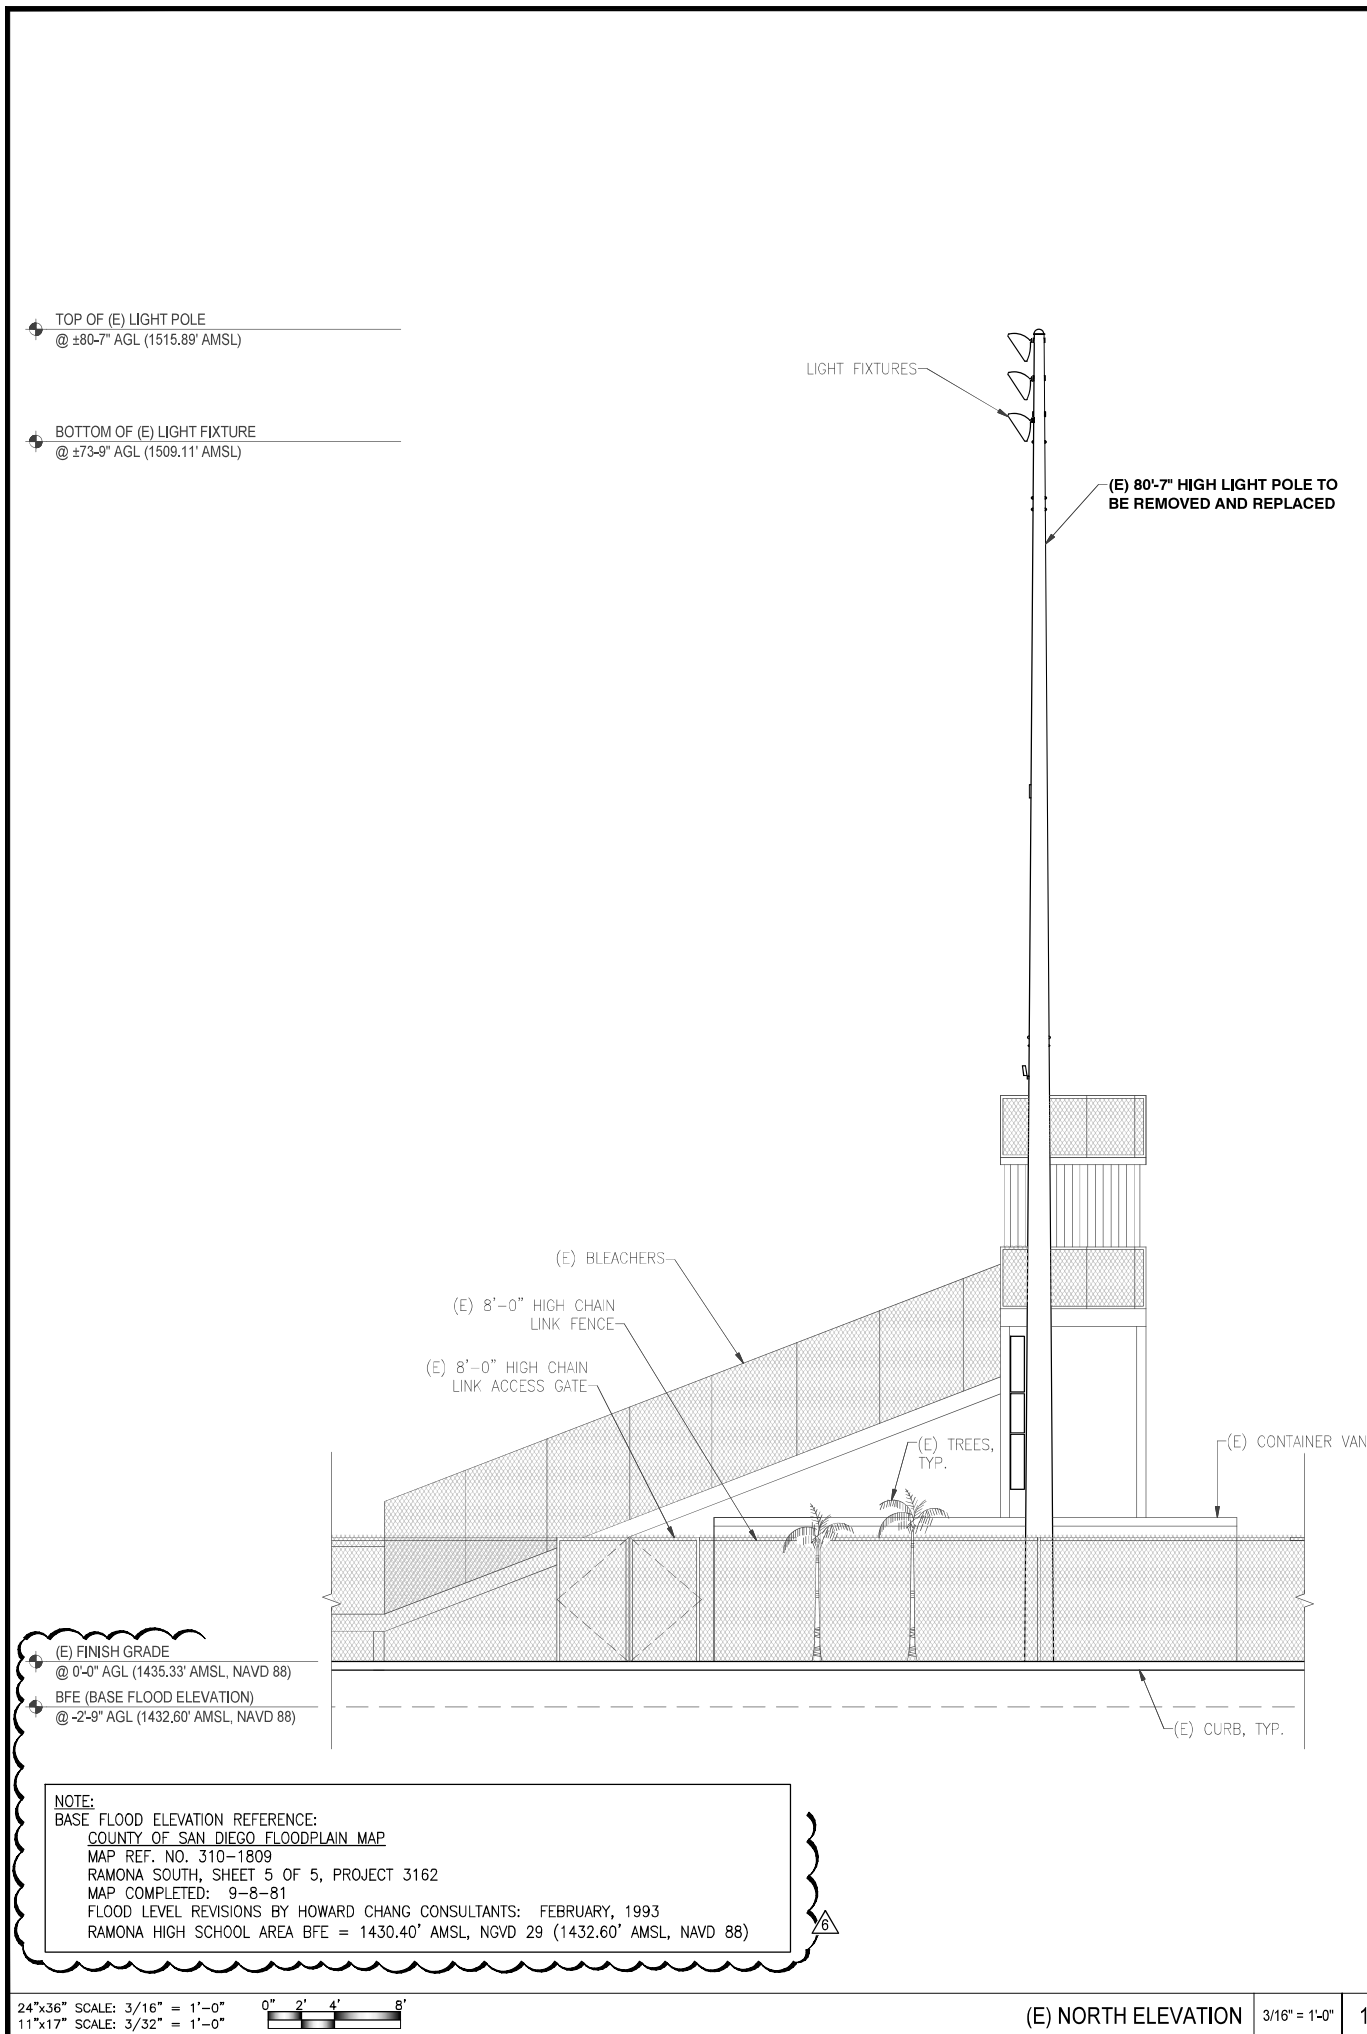 TOP OF (E) LIGHT POLE
@ ±80-7" AGL (1515.89' AMSL)
LIGHT FIXTURES
BOTTOM OF (E) LIGHT FIXTURE
@ ±73-9" AGL (1509.11' AMSL)
(E) 80'-7" HIGH LIGHT POLE TO
BE REMOVED AND REPLACED
(E) BLEACHERS
(E) 8'-0" HIGH CHAIN
LINK FENCE
(E) 8'-0" HIGH CHAIN
LINK ACCESS GATE
(E) TREES,
TYP.
(E) CONTAINER VAN
(E) FINISH GRADE
@ 0'-0" AGL (1435.33' AMSL, NAVD 88)
BFE (BASE FLOOD ELEVATION)
@ -2'-9" AGL (1432.60' AMSL, NAVD 88)
(E) CURB, TYP.
NOTE:
BASE FLOOD ELEVATION REFERENCE:
COUNTY OF SAN DIEGO FLOODPLAIN MAP
MAP REF. NO. 310-1809
RAMONA SOUTH, SHEET 5 OF 5, PROJECT 3162
MAP COMPLETED: 9-8-81
FLOOD LEVEL REVISIONS BY HOWARD CHANG CONSULTANTS: FEBRUARY, 1993
RAMONA HIGH SCHOOL AREA BFE = 1430.40' AMSL, NGVD 29 (1432.60' AMSL, NAVD 88)
6
24"x36" SCALE: 3/16" = 1'-0"
11"x17" SCALE: 3/32" = 1'-0"
0" 2' 4' 8'
(E) NORTH ELEVATION
3/16" = 1'-0"
1